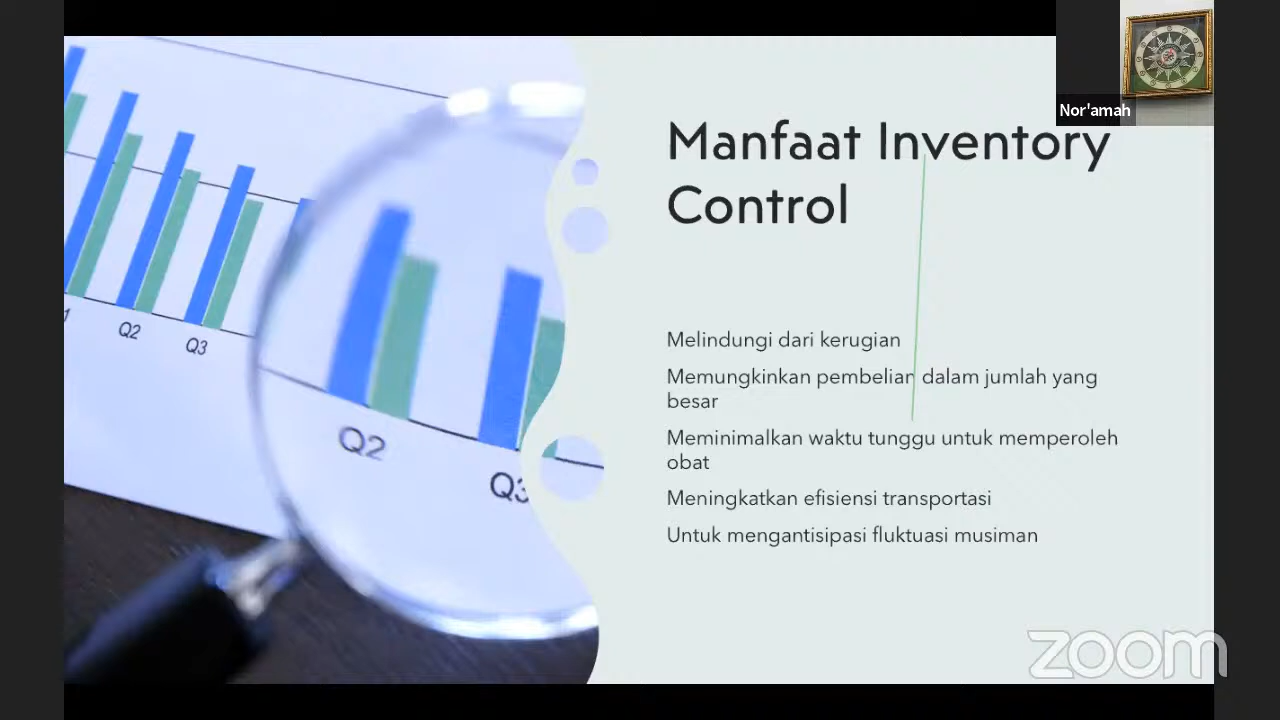 Nor'amah
Manfaat Inventory
Control
Melindungi dari kerugian
Memungkinkan pembelian dalam jumlah yang
besar
Meminimalkan waktu tunggu untuk memperoleh
obat
Meningkatkan efisiensi transportasi
Untuk mengantisipasi fluktuasi musiman
Q2
Q3
Q2
Q3
zoom